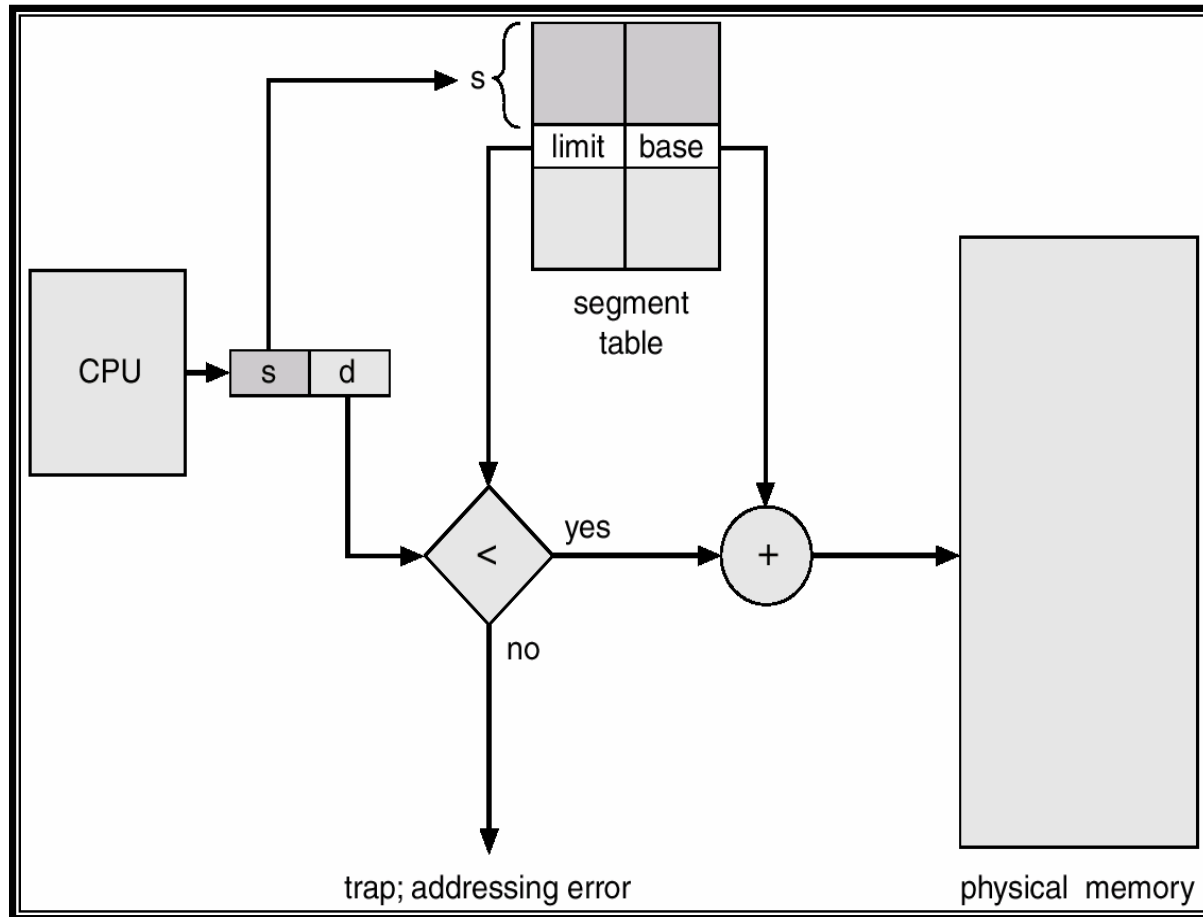 s
limit base
segment
table
CPU
s d
<
yes
+
no
trap; addressing error
physical memory